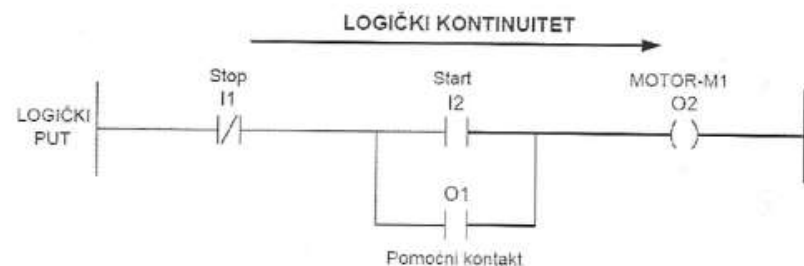 LOGIČKI KONTINUITET
Stop
I1
Start
I2
MOTOR-M1
O2
LOGIČKI
PUT
O1
Pomoćni kontakt